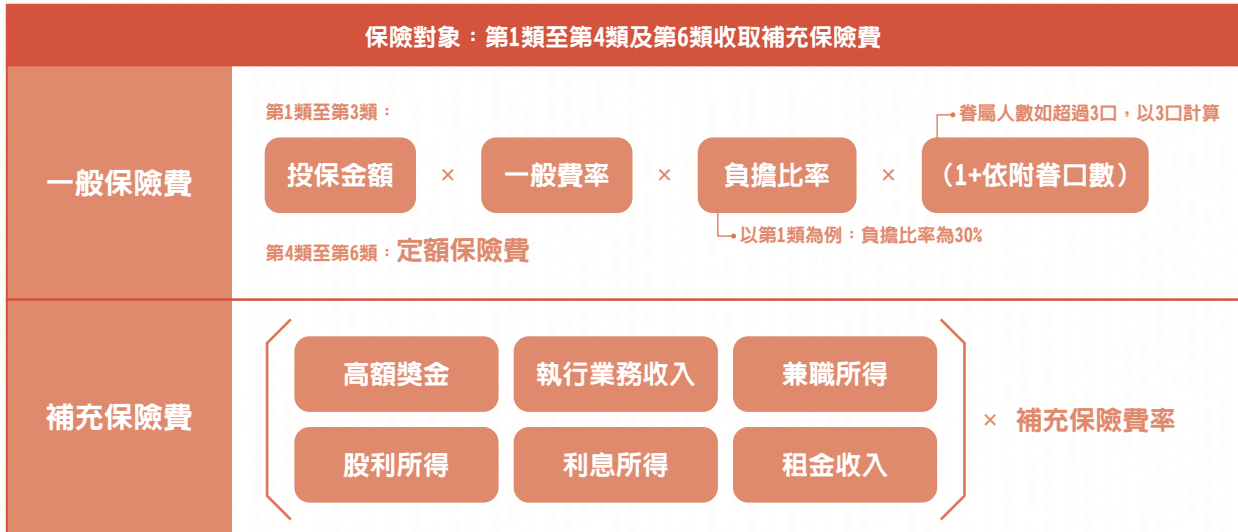 保險對象：第1類至第4類及第6類收取補充保險費
一般保險費
第1類至第3類：
眷屬人數如超過3口，以3口計算
投保金額 × 一般費率 × 負擔比率 × （1+依附眷口數）
以第1類為例：負擔比率為30%
第4類至第6類：定額保險費
補充保險費
高額獎金 執行業務收入 兼職所得
股利所得 利息所得 租金收入
× 補充保險費率